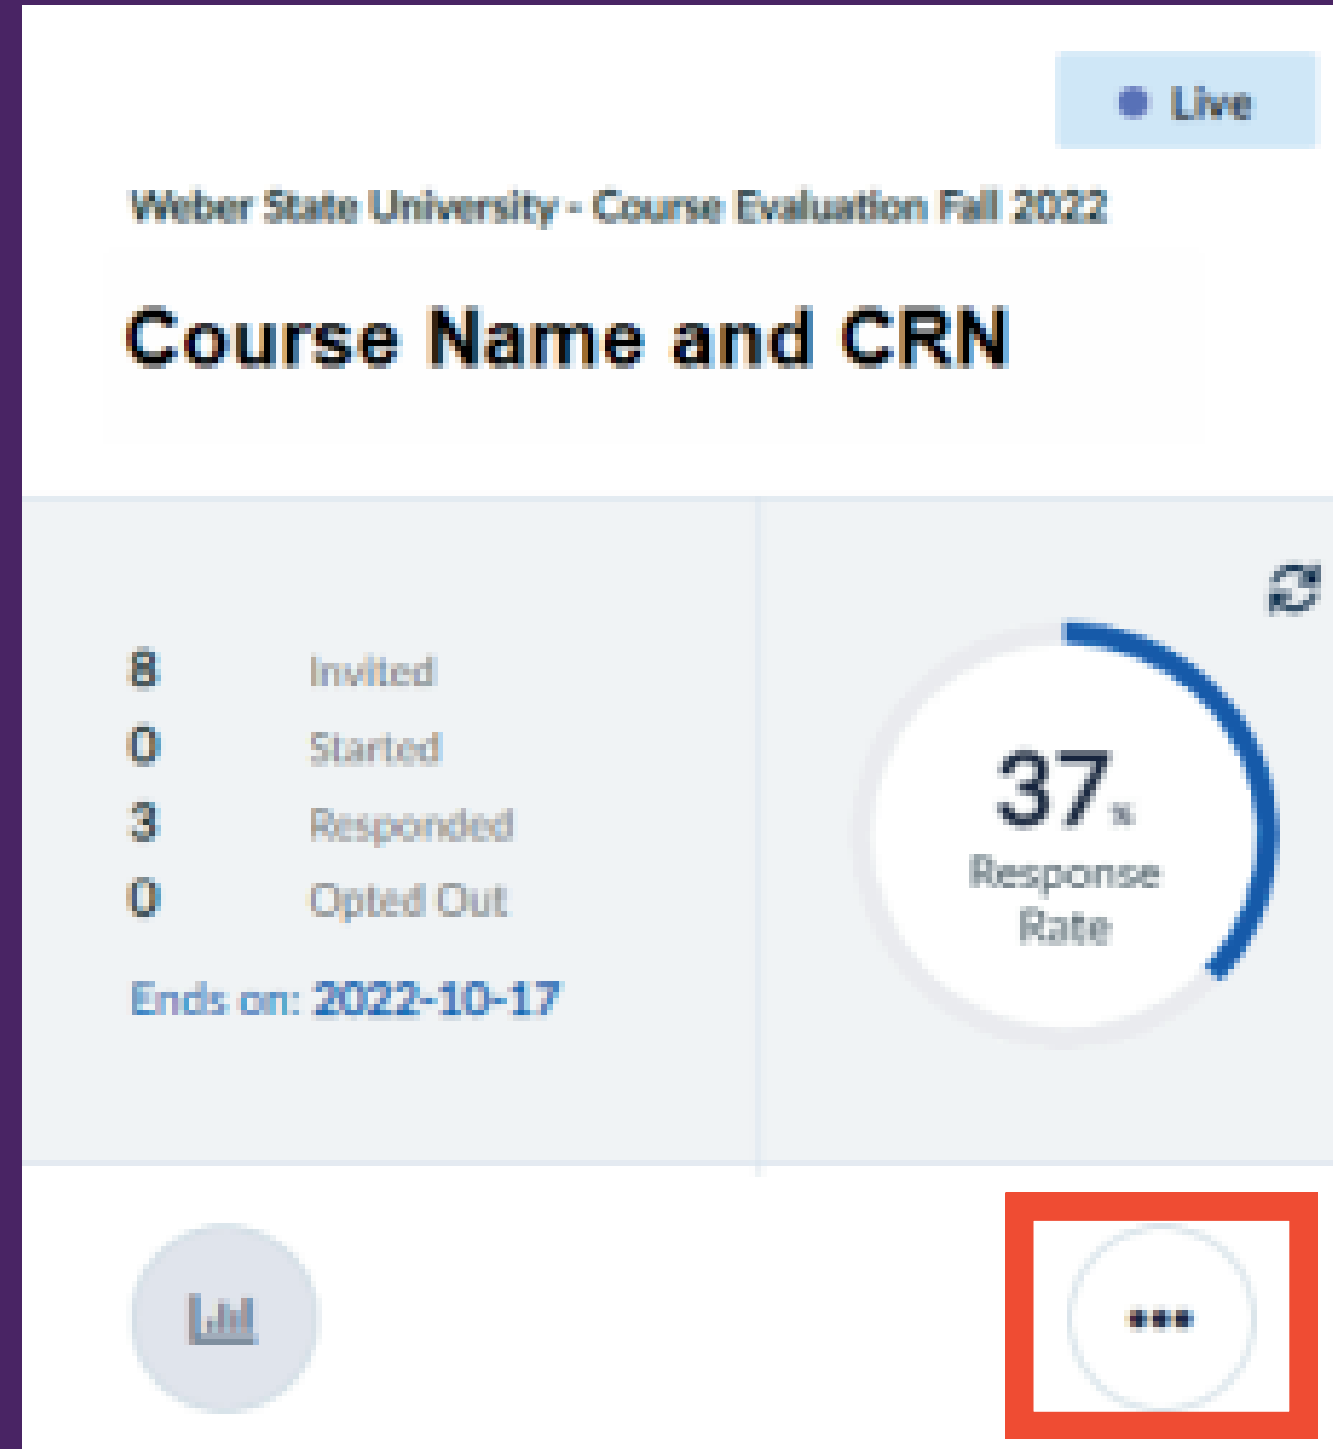 Live
Weber State University - Course Evaluation Fall 2022
Course Name and CRN
8 Invited
0 Started
3 Responded
0 Opted Out
Ends on: 2022-10-17
37%
Response
Rate